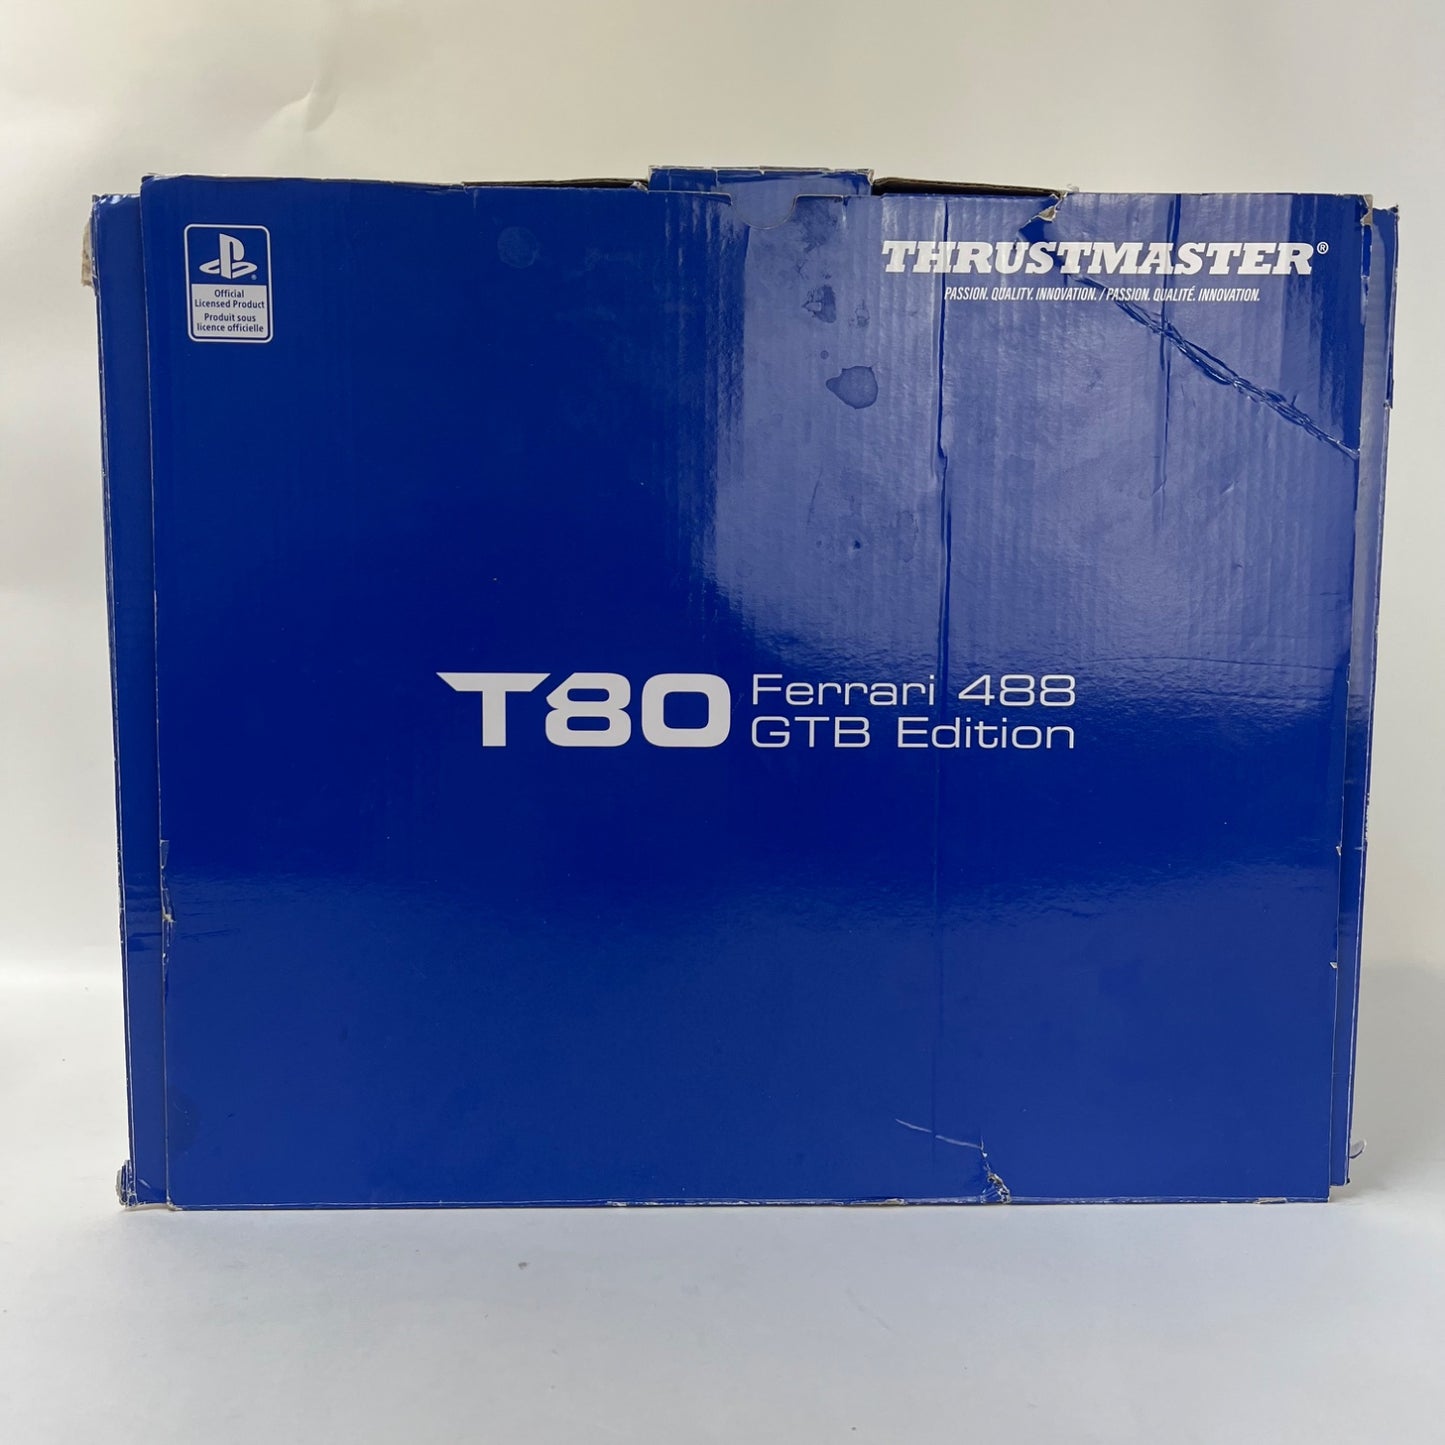 Official
Licensed Product
Produit sous
licence officielle
THRUSTMASTER®
PASSION. QUALITY. INNOVATION. / PASSION. QUALITÉ. INNOVATION.
T80 Ferrari 488
GTB Edition